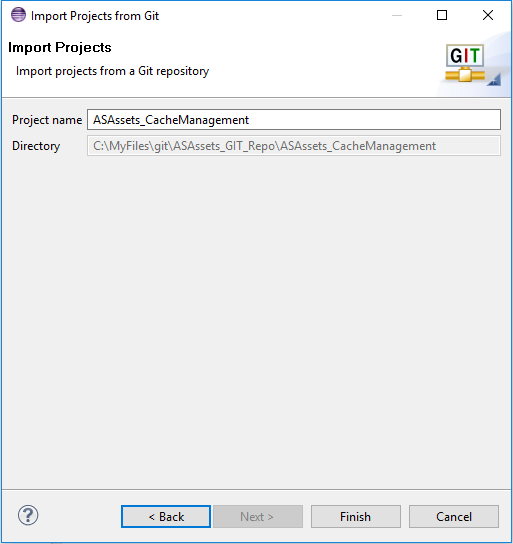 Import Projects from Git
Import Projects
Import projects from a Git repository
GIT
Project name ASAssets_CacheManagement
Directory C:\MyFiles\git\ASAssets_GIT_Repo\ASAssets_CacheManagement
? < Back Next > Finish Cancel